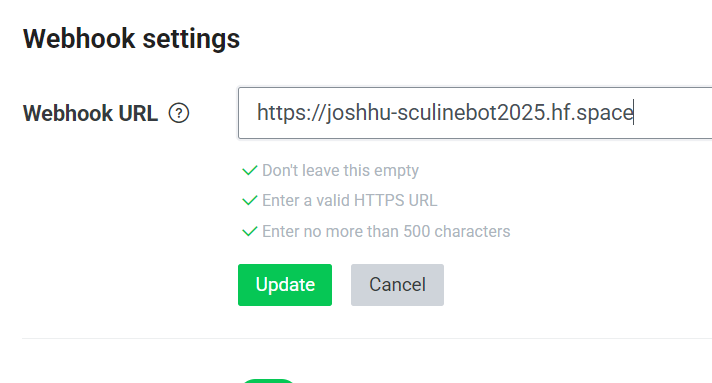 Webhook settings
Webhook URL ?
https://joshhu-sculinebot2025.hf.space
Don't leave this empty
Enter a valid HTTPS URL
Enter no more than 500 characters
Update Cancel